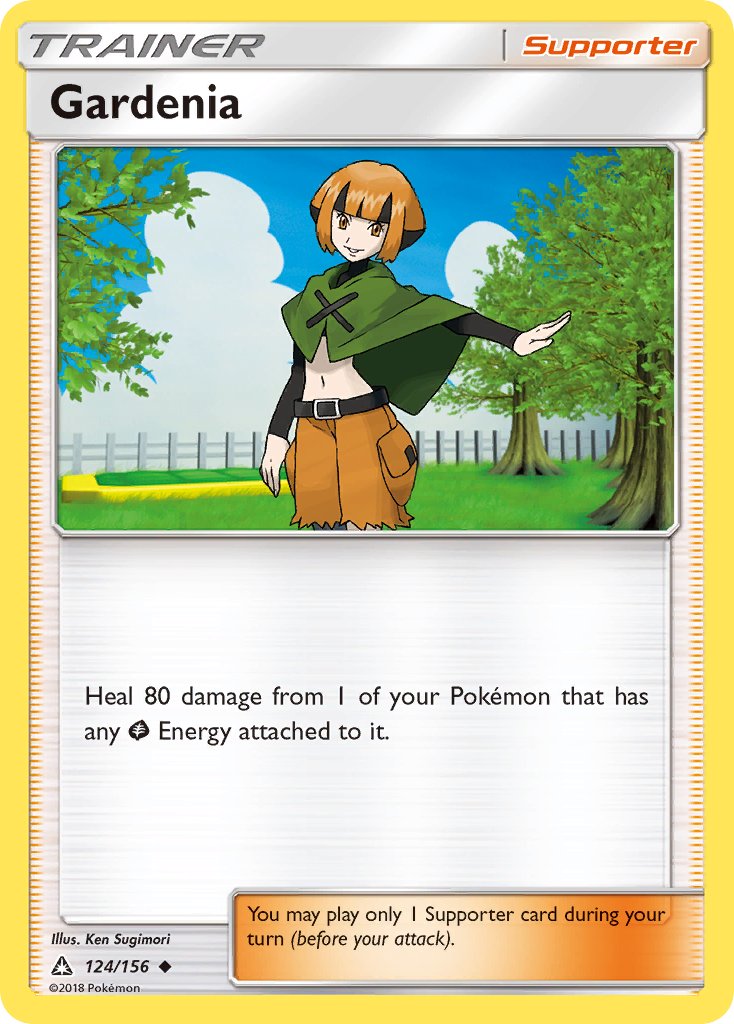 TRAINER
Supporter
Gardenia
Heal 80 damage from 1 of your Pokémon that has
any Energy attached to it.
You may play only 1 Supporter card during your
turn (before your attack).
Illus. Ken Sugimori
124/156
©2018 Pokémon